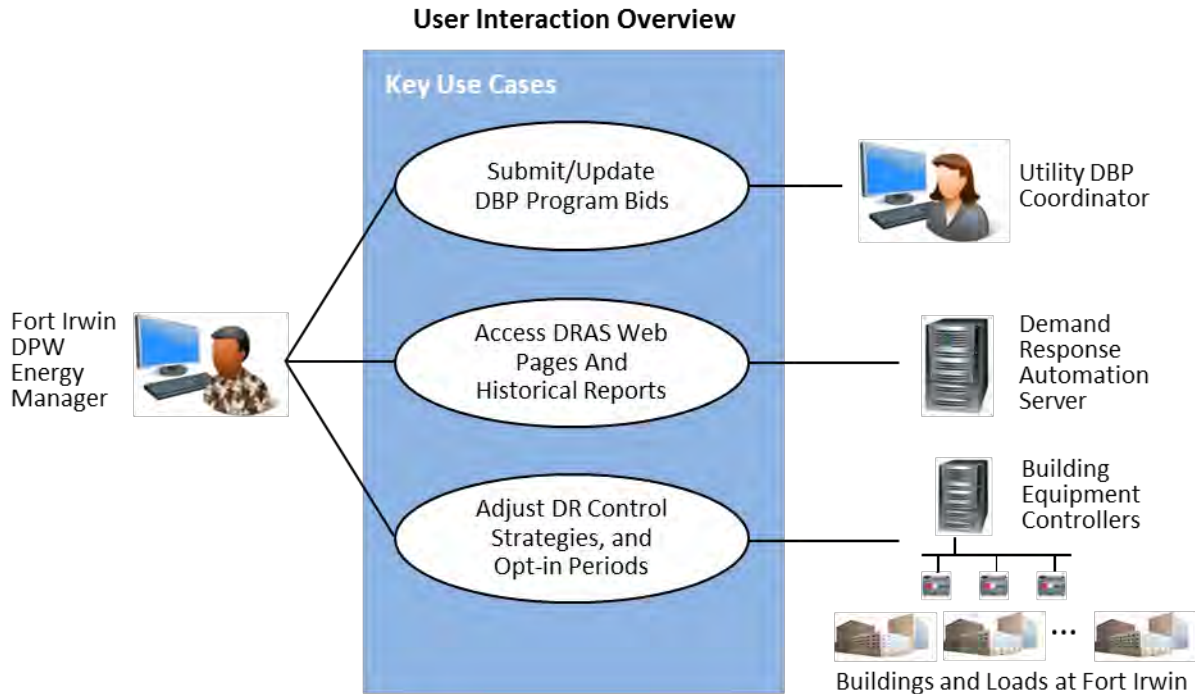 User Interaction Overview
Key Use Cases
Submit/Update
DBP Program Bids
Utility DBP
Coordinator
Fort Irwin
DPW
Energy
Manager
Access DRAS Web
Pages And
Historical Reports
Demand
Response
Automation
Server
Adjust DR Control
Strategies, and
Opt-in Periods
Building
Equipment
Controllers
...
Buildings and Loads at Fort Irwin